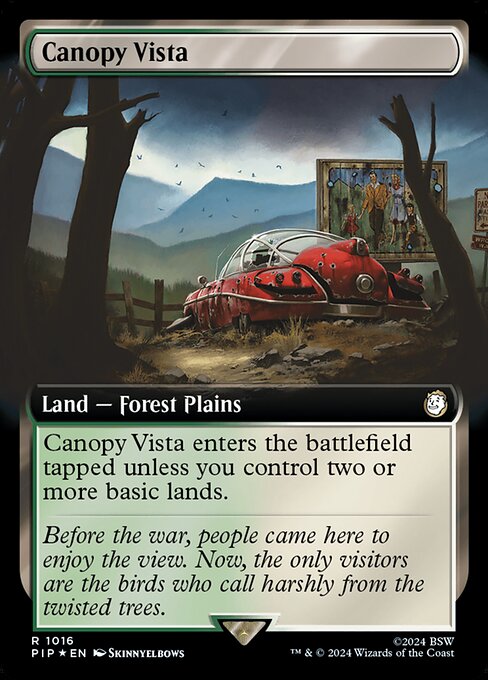 Canopy Vista
Land — Forest Plains
Canopy Vista enters the battlefield
tapped unless you control two or
more basic lands.
Before the war, people came here to
enjoy the view. Now, the only visitors
are the birds who call harshly from the
twisted trees.
R 1016
©2024 BSW
PIP★EN SKINNYELBOWS
™ & © 2024 Wizards of the Coast